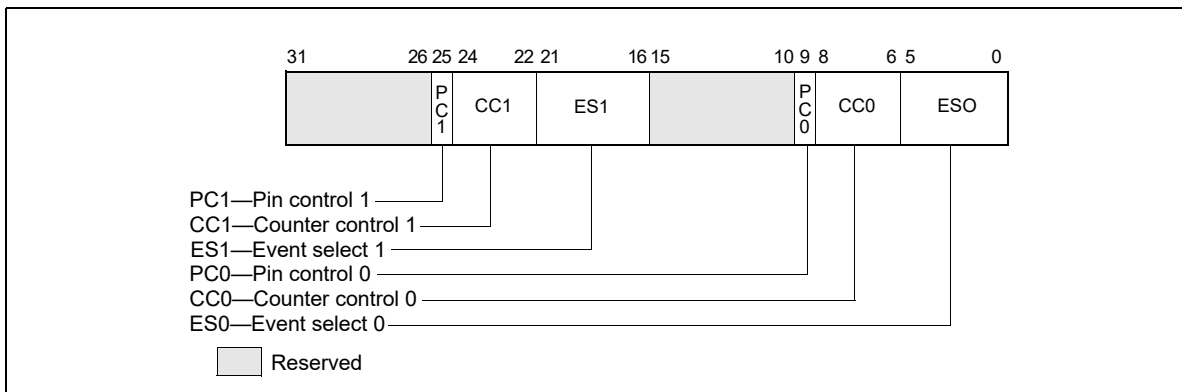 31 26 25 24 22 21 16 15 10 9 8 6 5 0
PC1 CC1 ES1 PC0 CC0 ESO
PC1—Pin control 1
CC1—Counter control 1
ES1—Event select 1
PC0—Pin control 0
CC0—Counter control 0
ES0—Event select 0
Reserved